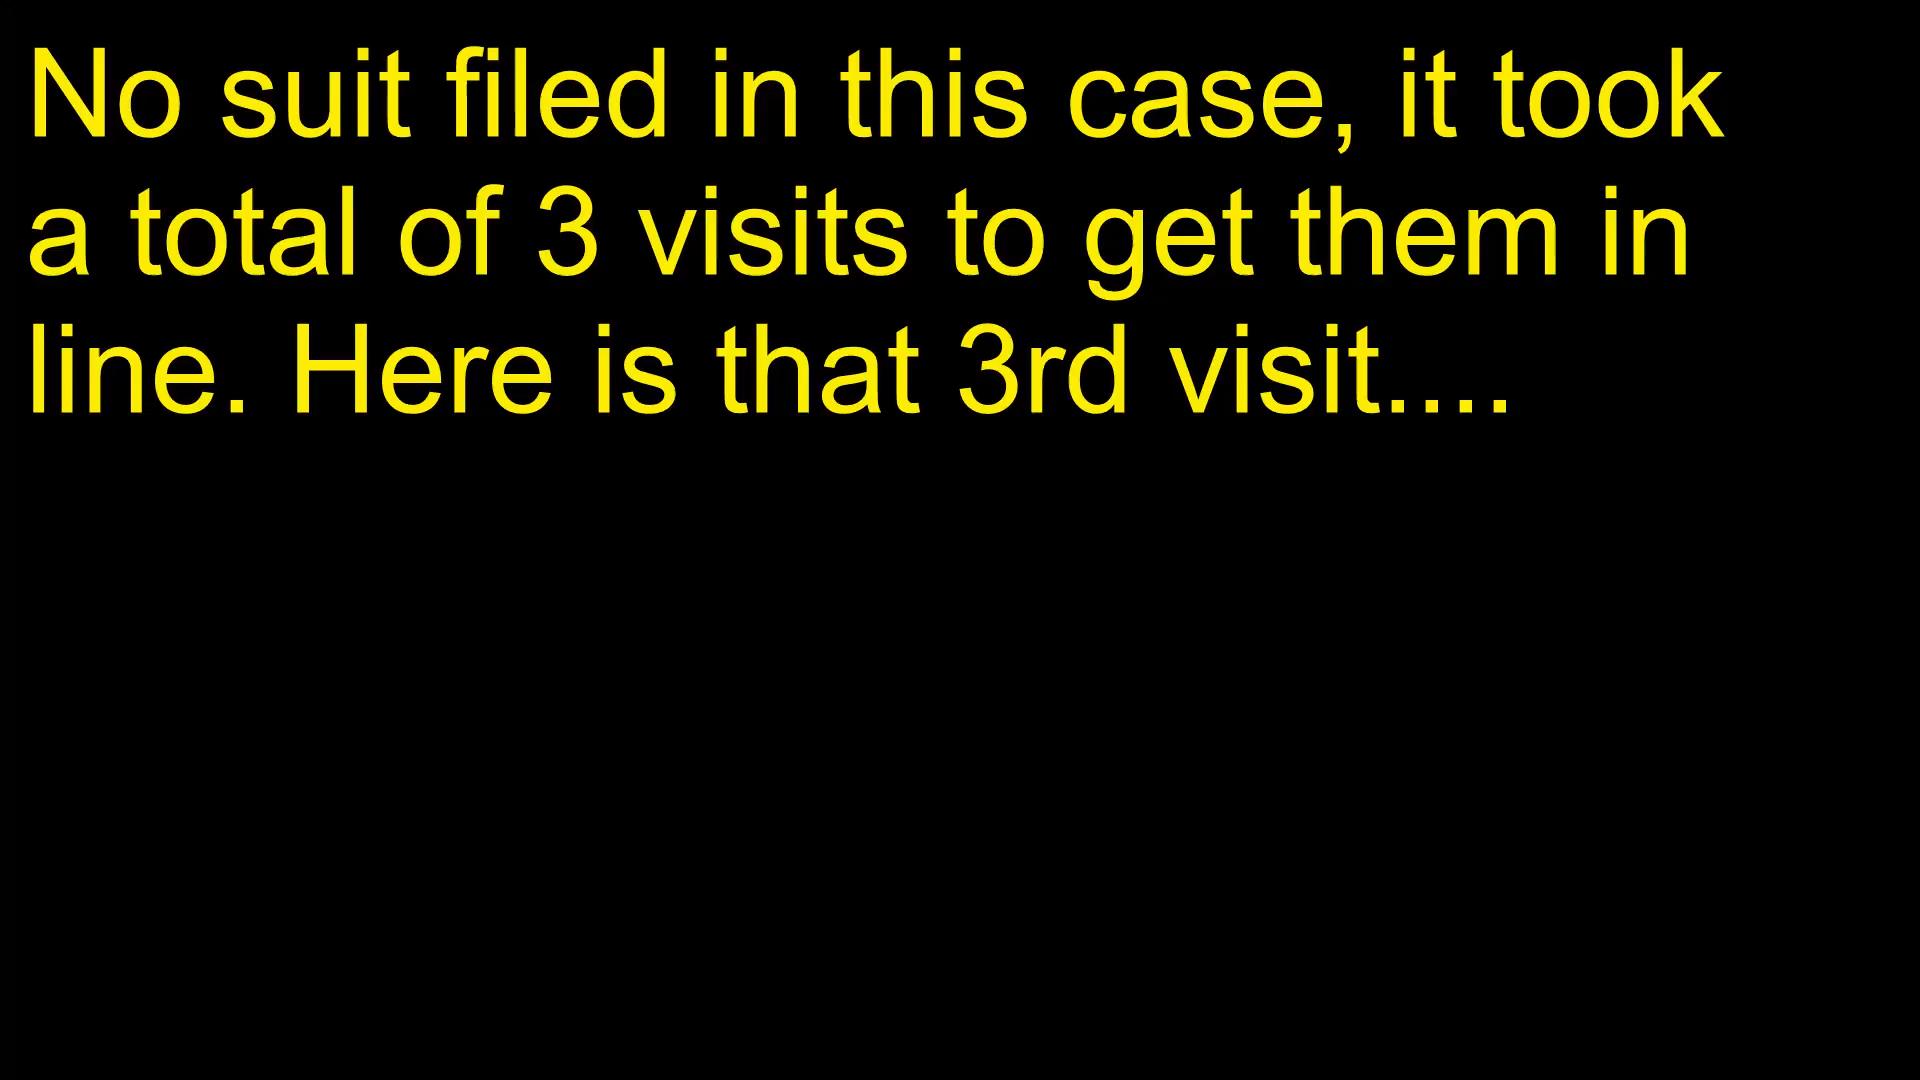 No suit filed in this case, it took
a total of 3 visits to get them in
line. Here is that 3rd visit....